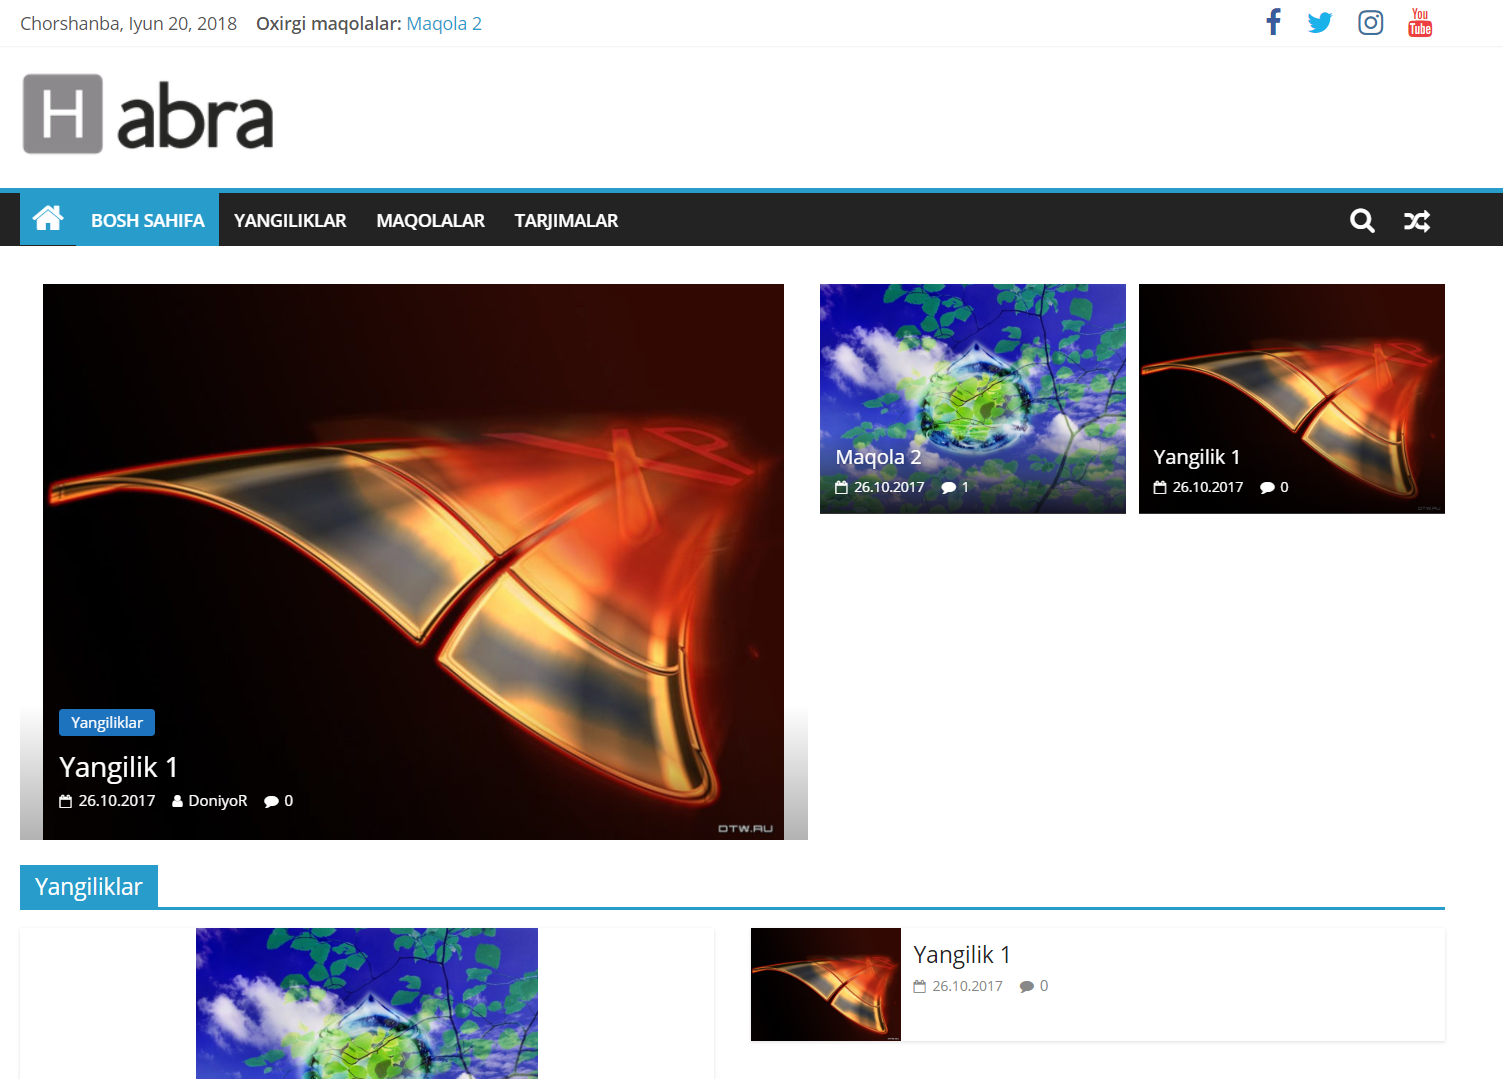 Chorshanba, Iyun 20, 2018 Oxirgi maqolalar: Maqola 2
You
Tube
H abra
BOSH SAHIFA YANGILIKLAR MAQOLALAR TARJIMALAR
Yangiliklar
Yangilik 1
26.10.2017 DoniyoR 0
DTW.RU
Maqola 2
26.10.2017 1
Yangilik 1
26.10.2017 0
DTW.RU
Yangiliklar
Yangilik 1
26.10.2017 0